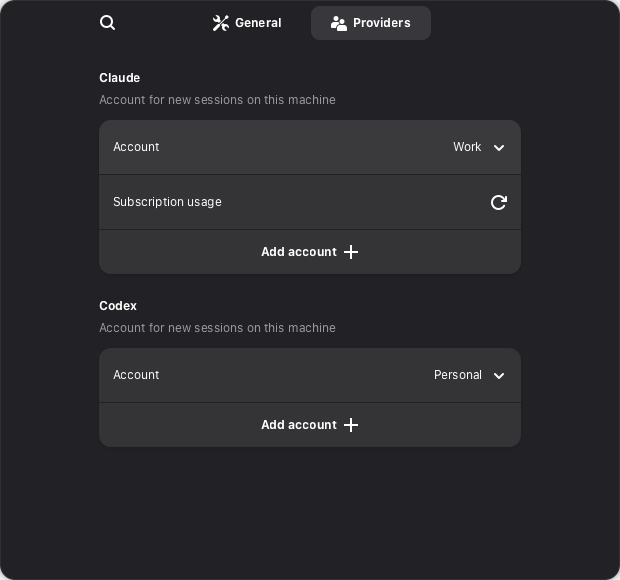 General
Providers
Claude
Account for new sessions on this machine
Account
Work
Subscription usage
Add account
Codex
Account for new sessions on this machine
Account
Personal
Add account